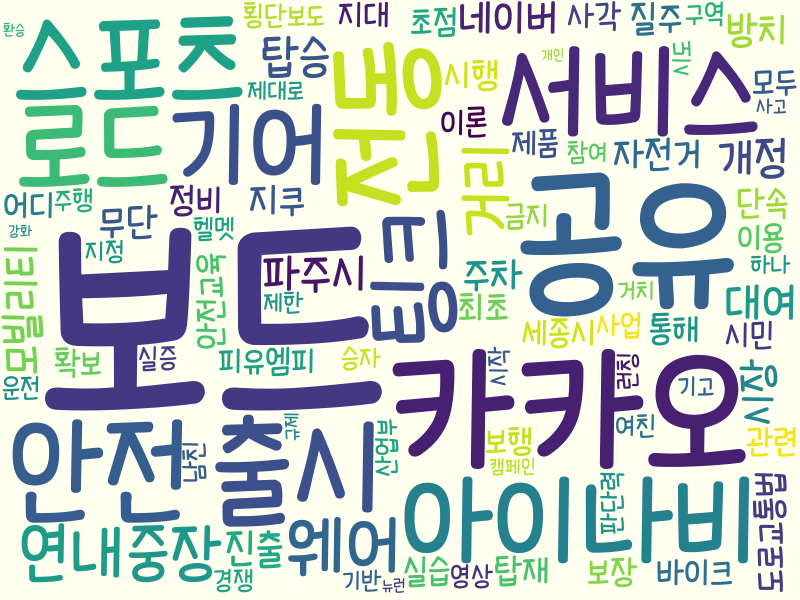 환승
횡단보도
지대
초점
네이버
사각
질주
구역
방치
스포츠
탑승
제대로
전동
시행
서비스
개인
카드
모두
사고
로드
기어
이론
제품
참여
자전거
개정
어디
주행
정비
지쿠
거리
금지
공유
단속
강화
무단
헬멧
이용
지정
보드
파주시
제한
킥보드
티잉
주차
최초
거치
하나
대여
모빌리티
안전교육
세종시
사업
통해
시민
확보
실증
피유엠피
승자
운전
카카오
시작
런칭
기고
시장
안전
출시
규제
남친
산업부
보행
캠페인
여친
관련
아이나비
판단력
도로교통법
연내
중장
진출
웨어
경쟁
기반
뉴런
실습
영상
탑재
보장
바이크